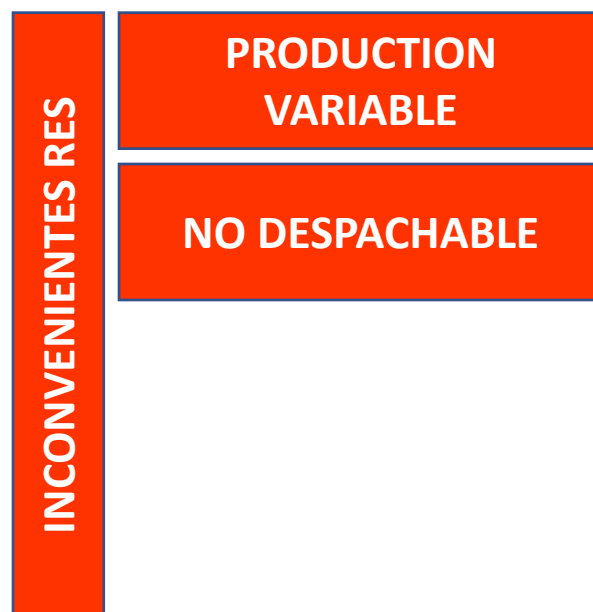 INCONVENIENTES RES
PRODUCTION
VARIABLE
NO DESPACHABLE